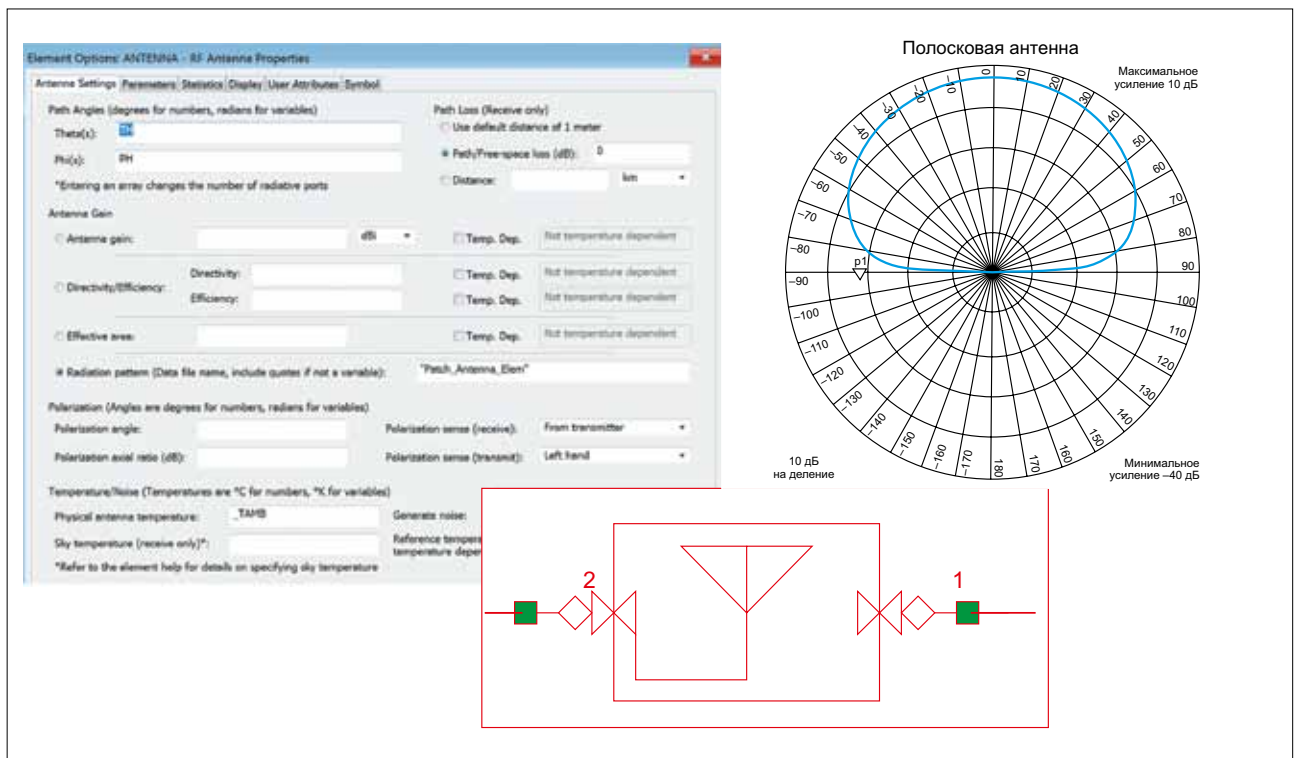 Element Options: ANTENNA - RF Antenna Properties
Antenna Settings Parameters Statistics Display User Attributes Symbol
Path Angles (degrees for numbers, radians for variables)
Theta(s): TH
Phi(s): PH
*Entering an array changes the number of radiative ports
Path Loss (Receive only)
Use default distance of 1 meter
Path/Free-space loss (dB): 0
Distance: km
Antenna Gain
Antenna gain: dBi Temp. Dep. Not temperature dependent
Directivity/Efficiency:
Directivity: Temp. Dep. Not temperature dependent
Efficiency: Temp. Dep. Not temperature dependent
Effective area: Temp. Dep. Not temperature dependent
Radiation pattern (Data file name, include quotes if not a variable): "Patch_Antenna_Elem"
Polarization (Angles are degrees for numbers, radians for variables)
Polarization angle: Polarization sense (receive): From transmitter
Polarization axial ratio (dB): Polarization sense (transmit): Left hand
Temperature/Noise (Temperatures are °C for numbers, °K for variables)
Physical antenna temperature: _TAMB Generate noise:
Sky temperature (receive only)*:
Reference tempera
temperature depe
*Refer to the element help for details on specifying sky temperature
Полосковая антенна
Максимальное
усиление 10 дБ
0
10
20
30
40
50
60
70
80
90
100
110
120
130
140
150
160
170
180
–170
–160
–150
–140
–130
–120
–110
–100
–90
–80
–70
–60
–50
–40
–30
–20
–10
p1
10 дБ
на деление
Минимальное
усиление –40 дБ
2
1